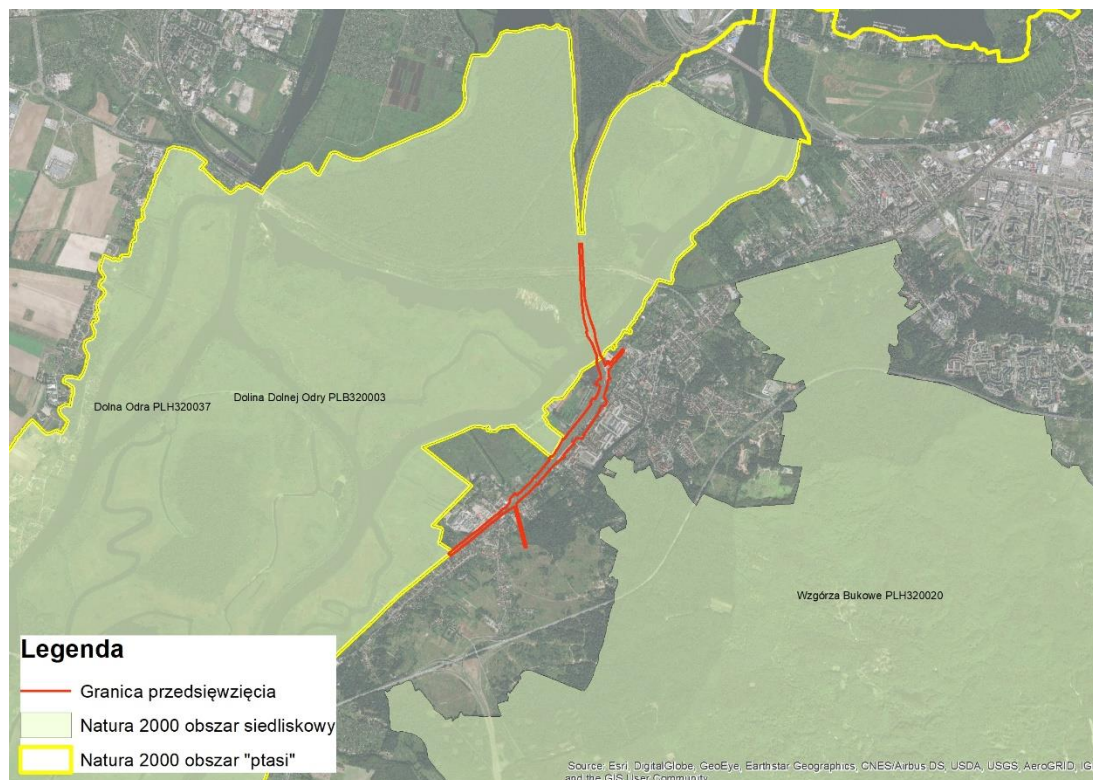 Dolna Odra PLH320037
Dolina Dolnej Odry PLB320003
Wzgórza Bukowe PLH320020
Legenda
Granica przedsięwzięcia
Natura 2000 obszar siedliskowy
Natura 2000 obszar "ptasi"
Source: Esri, DigitalGlobe, GeoEye, Earthstar Geographics, CNES/Airbus DS, USDA, USGS, AeroGRID, IG
and the GIS User Community